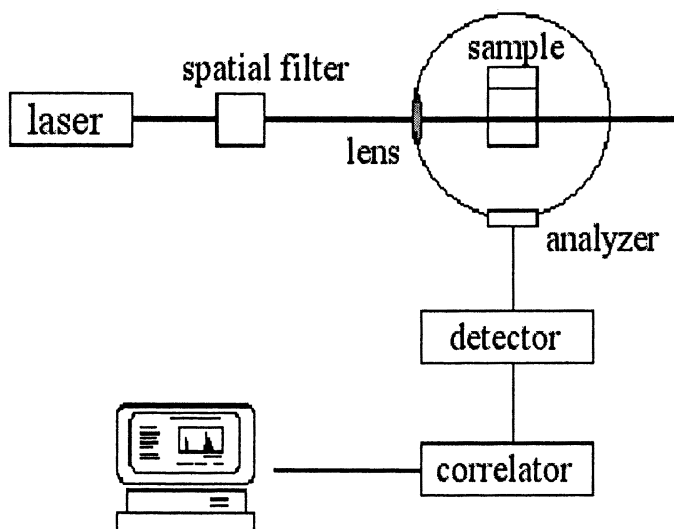 sample
spatial filter
laser
lens
analyzer
detector
correlator